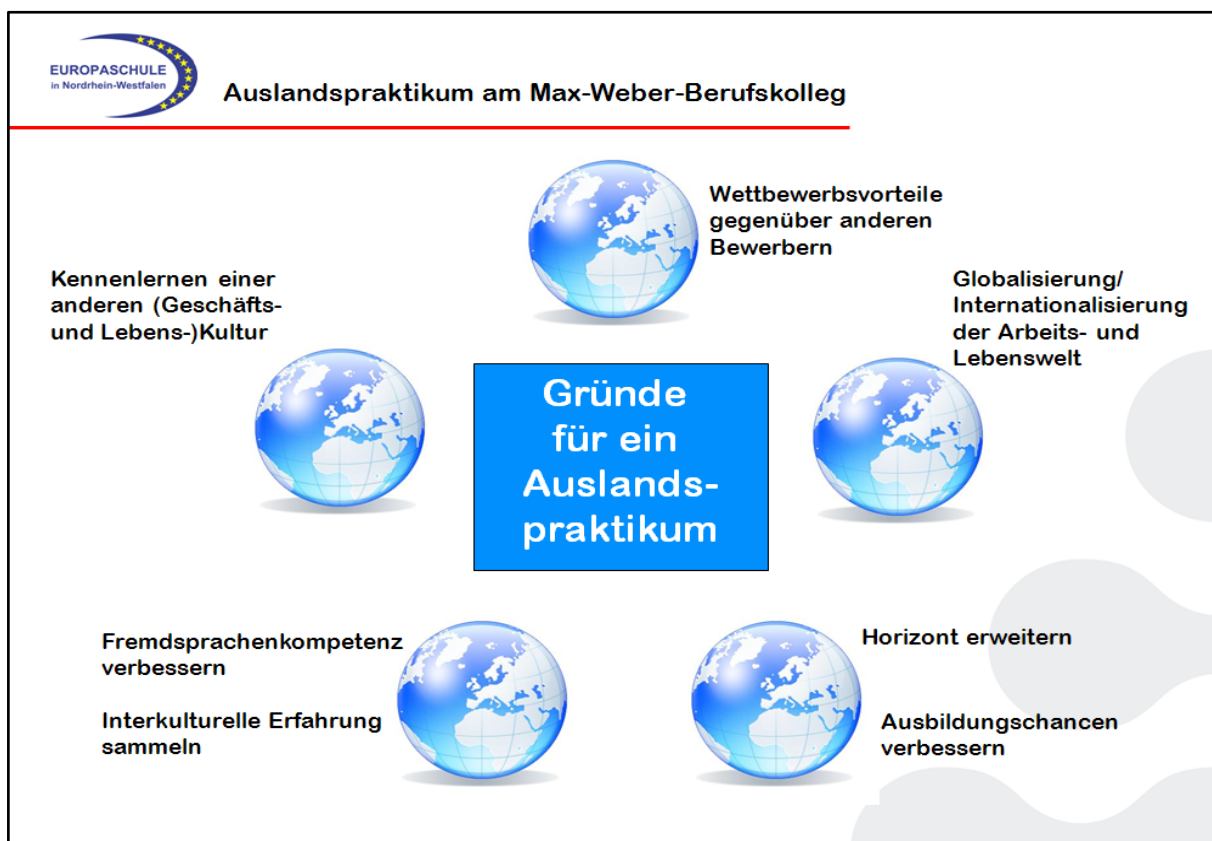 EUROPASCHULE
in Nordrhein-Westfalen
Auslandspraktikum am Max-Weber-Berufskolleg
Wettbewerbsvorteile
gegenüber anderen
Bewerbern
Kennenlernen einer
anderen (Geschäfts-
und Lebens-)Kultur
Globalisierung/
Internationalisierung
der Arbeits- und
Lebenswelt
Gründe
für ein
Auslands-
praktikum
Fremdsprachenkompetenz
verbessern
Interkulturelle Erfahrung
sammeln
Horizont erweitern
Ausbildungschancen
verbessern